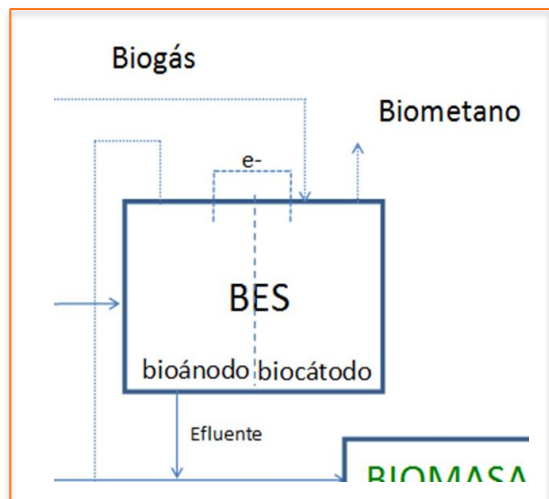 Biogás
Biometano
e-
BES
bioánodo biocátodo
Efluente
BIOMASA